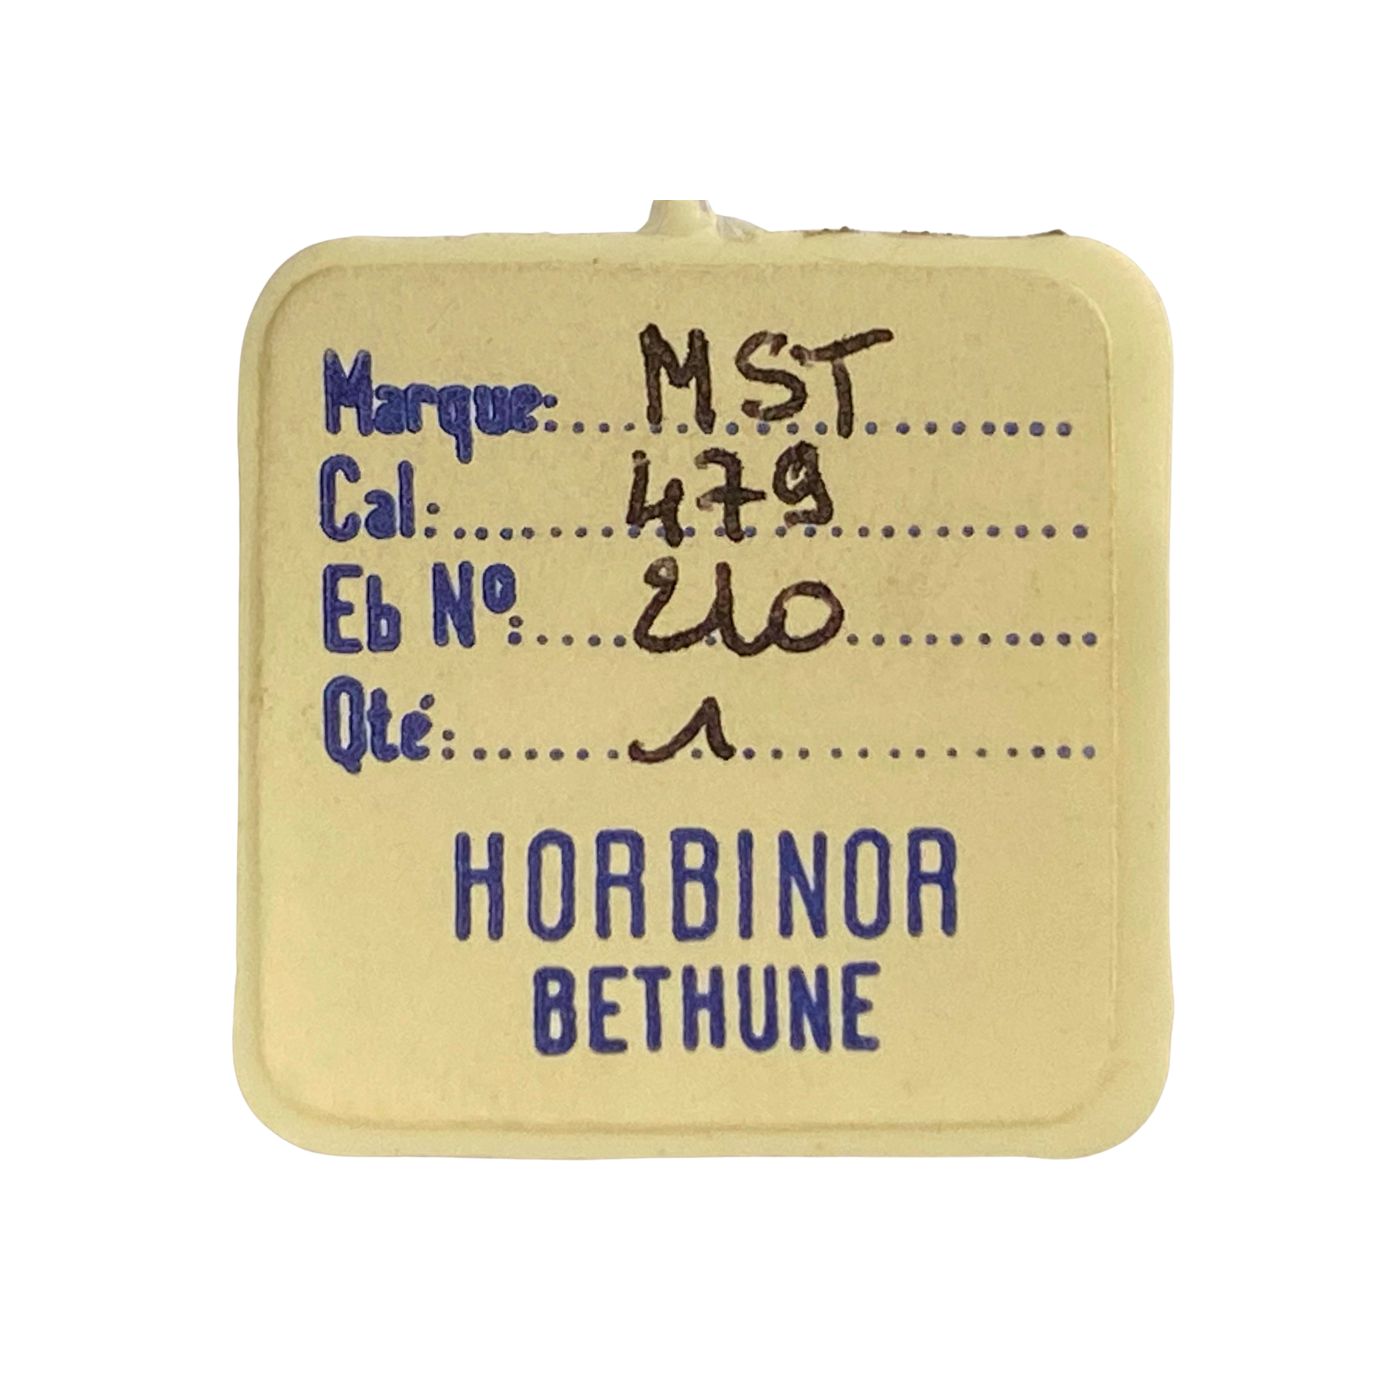 Marque: MST
Cal: 479
Eb Nº: 210
Qté: 1
HORBINOR
BETHUNE